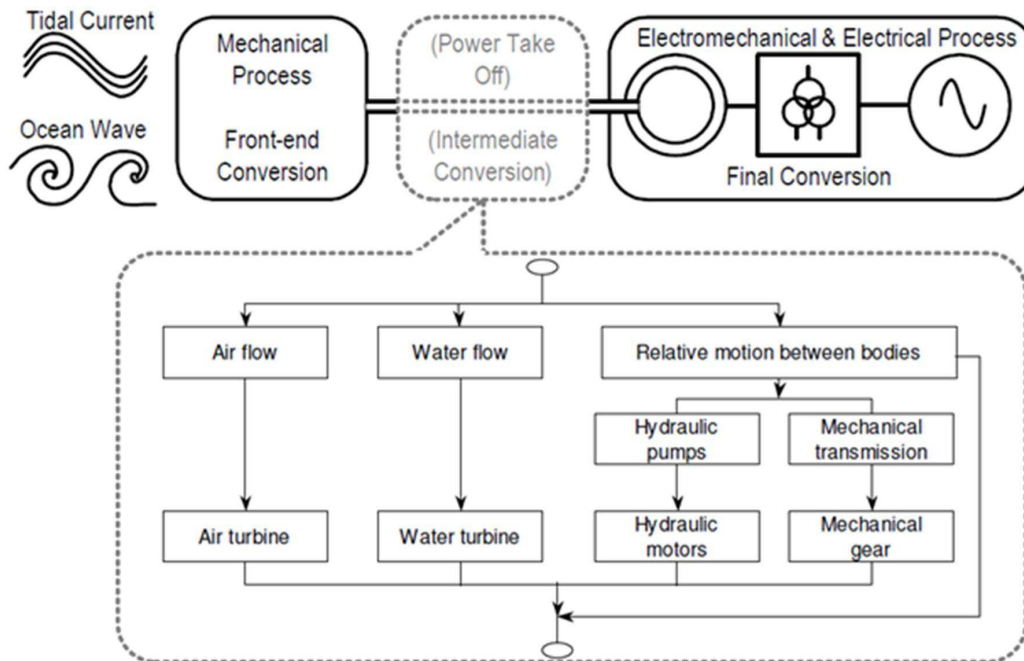 Tidal Current
Ocean Wave
Mechanical
Process
Front-end
Conversion
(Power Take
Off)
(Intermediate
Conversion)
Electromechanical & Electrical Process
Final Conversion
Air flow
Water flow
Relative motion between bodies
Hydraulic
pumps
Mechanical
transmission
Air turbine
Water turbine
Hydraulic
motors
Mechanical
gear